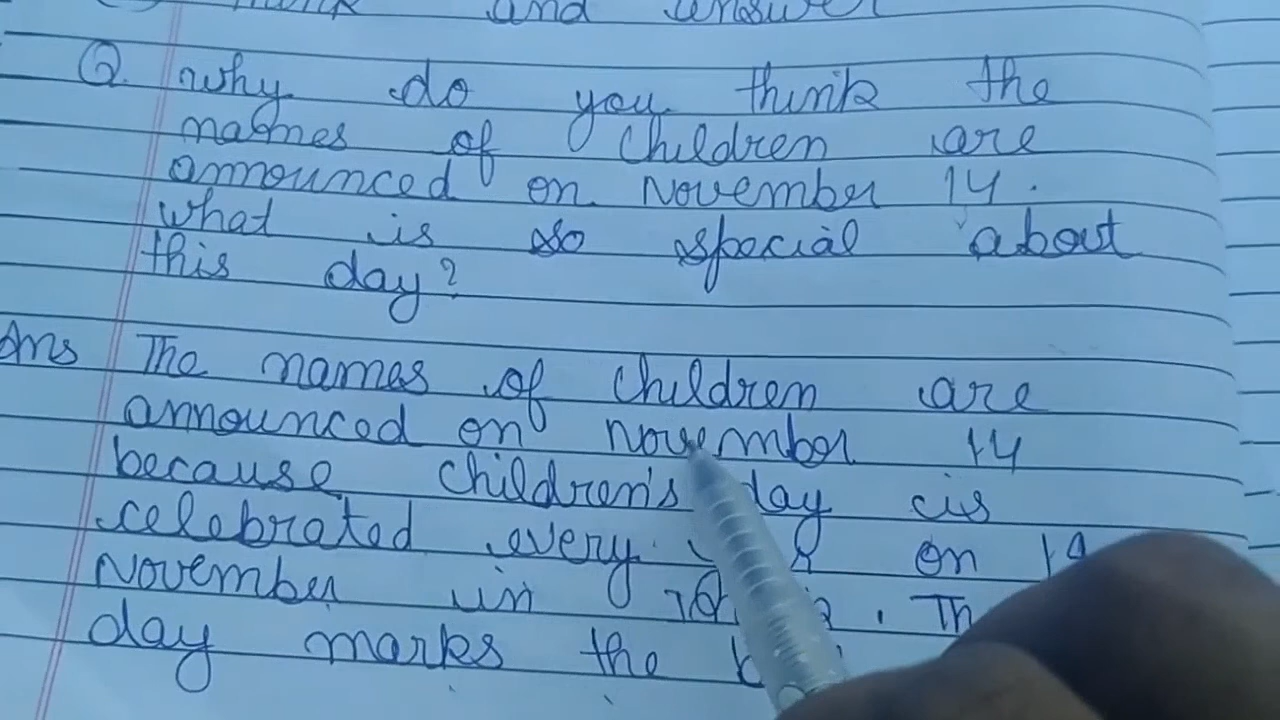 and answer
Q. why do you think the
names of children are
announced on November 14.
what is so special about
this day?
Ans The names of children are
announced on November 14
because children's day is
celebrated every on
November in Th
day marks the